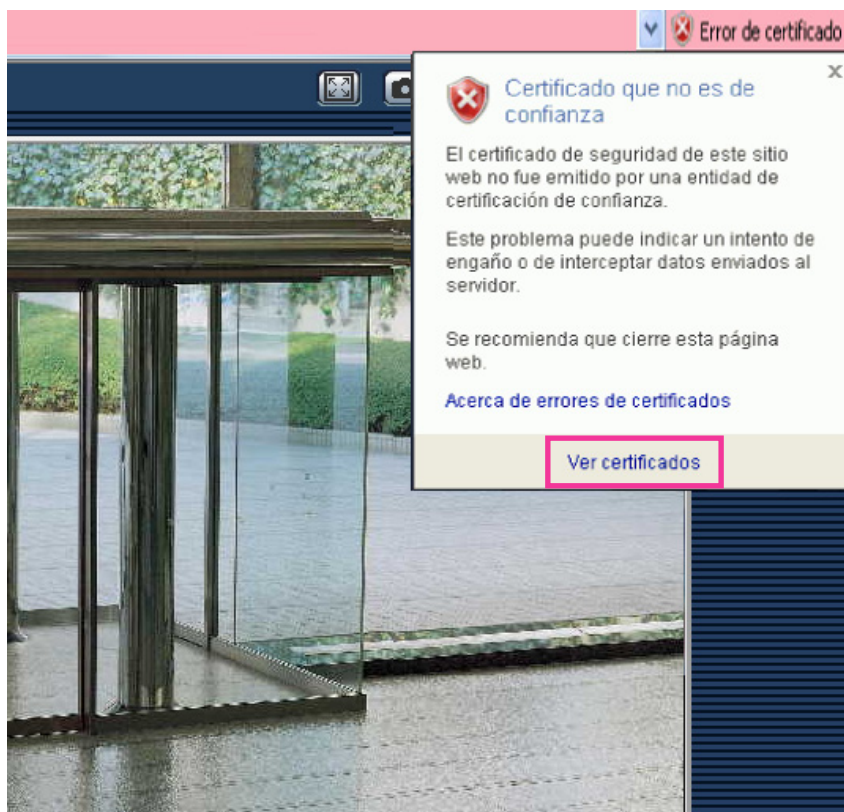 Error de certificado
x
Certificado que no es de
confianza
El certificado de seguridad de este sitio
web no fue emitido por una entidad de
certificación de confianza.
Este problema puede indicar un intento de
engaño o de interceptar datos enviados al
servidor.
Se recomienda que cierre esta página
web.
Acerca de errores de certificados
Ver certificados